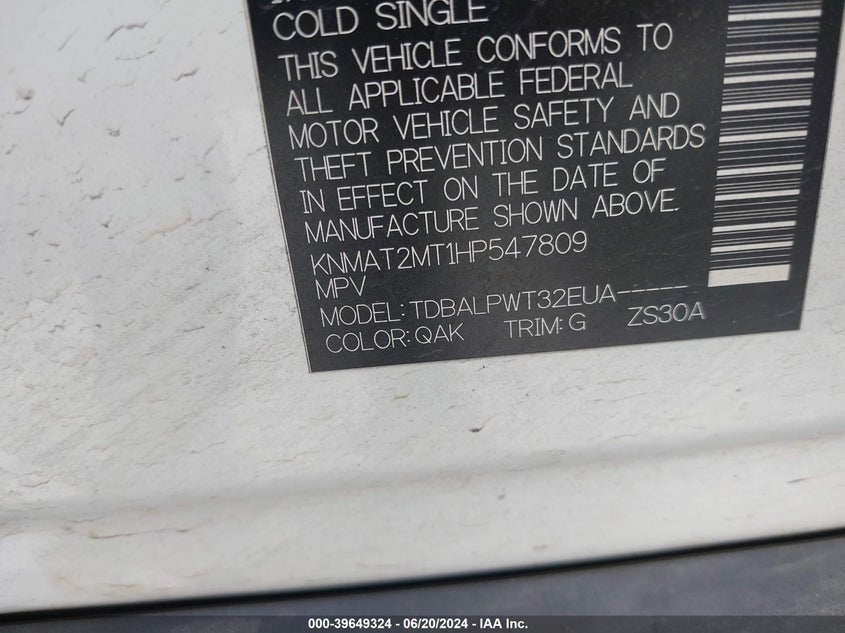 COLD SINGLE
THIS VEHICLE CONFORMS TO
ALL APPLICABLE FEDERAL
MOTOR VEHICLE SAFETY AND
THEFT PREVENTION STANDARDS
IN EFFECT ON THE DATE OF
MANUFACTURE SHOWN ABOVE.
KNMAT2MT1HP547809
MPV
MODEL: TDBALPWT32EUA-----
COLOR: QAK TRIM: G ZS30A
000-39649324 - 06/20/2024 - IAA Inc.